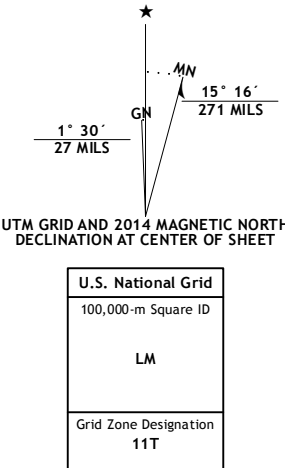 MN
15° 16´
271 MILS
GN
1° 30´
27 MILS
UTM GRID AND 2014 MAGNETIC NORTH
DECLINATION AT CENTER OF SHEET
U.S. National Grid
100,000-m Square ID
LM
Grid Zone Designation
11T